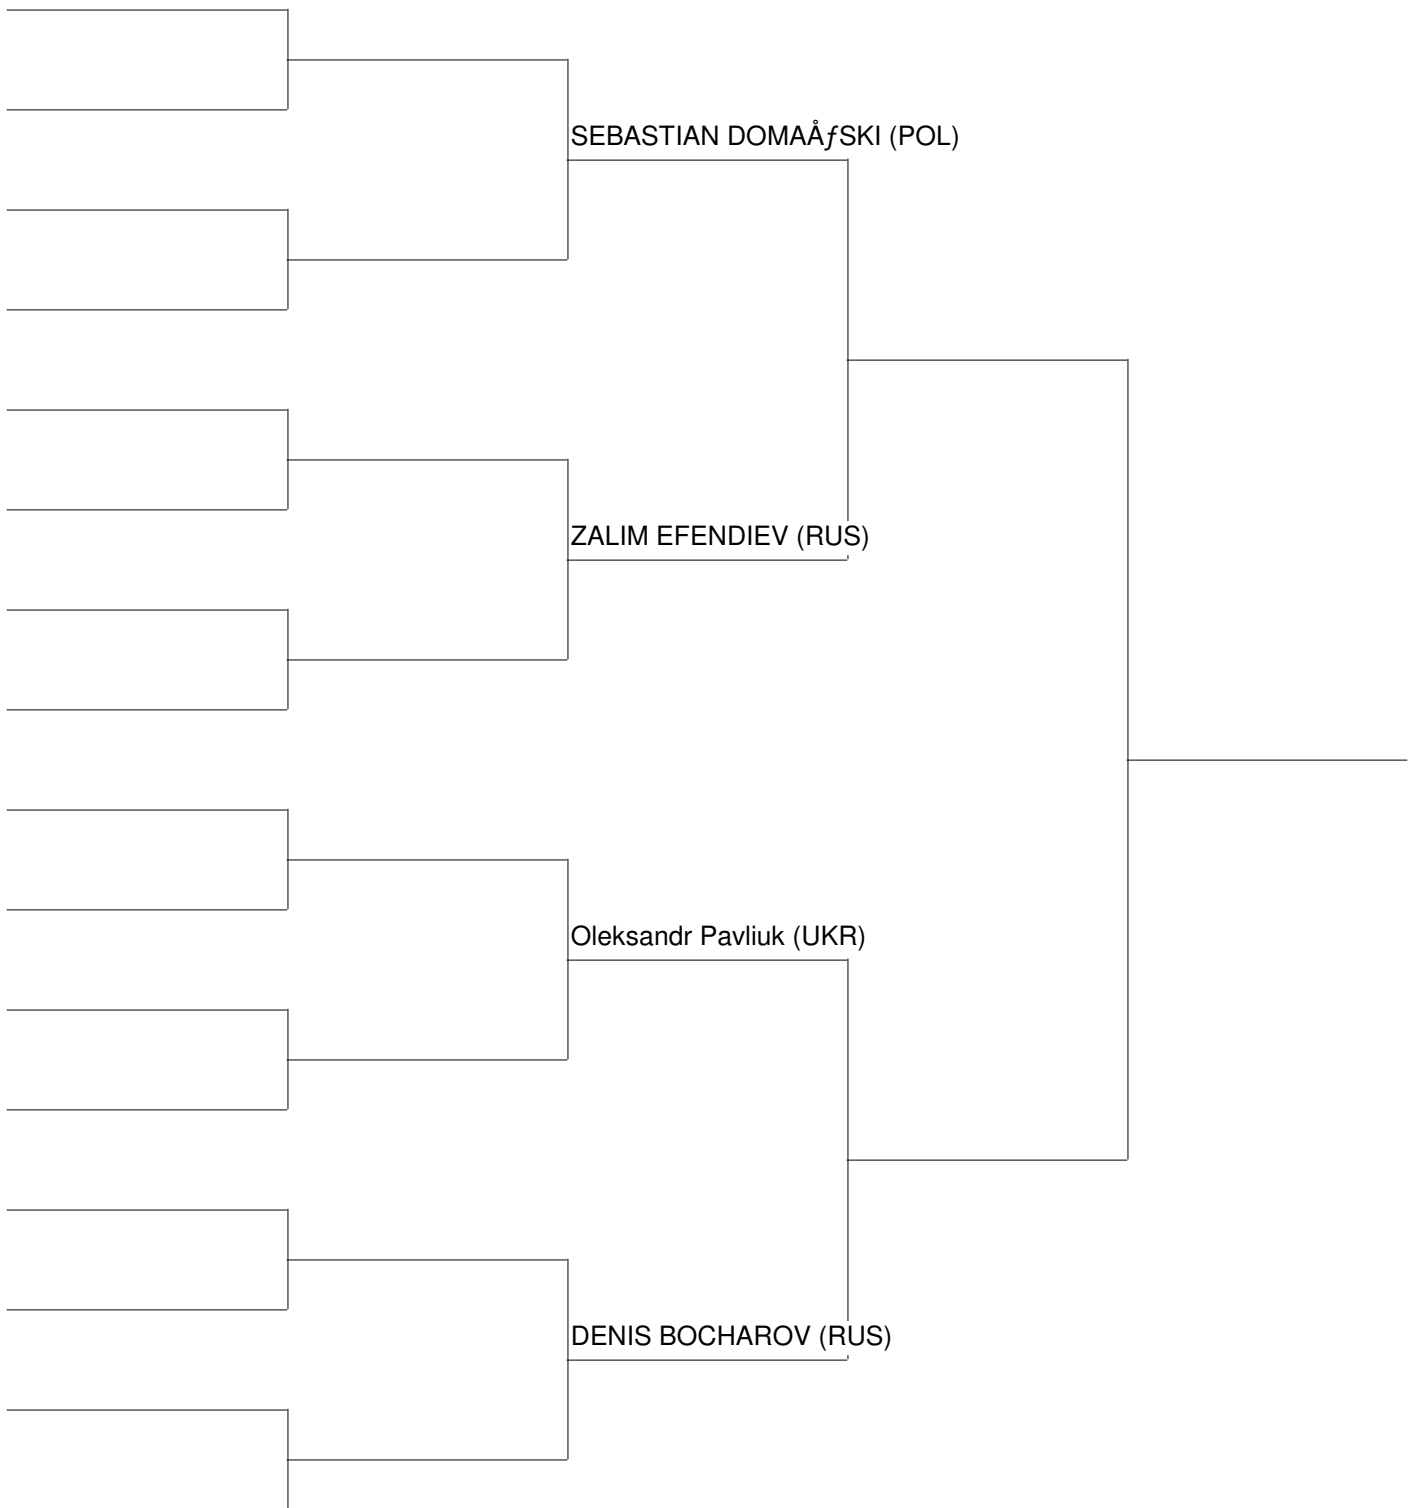 SEBASTIAN DOMAÅƒSKI (POL)
ZALIM EFENDIEV (RUS)
Oleksandr Pavliuk (UKR)
DENIS BOCHAROV (RUS)